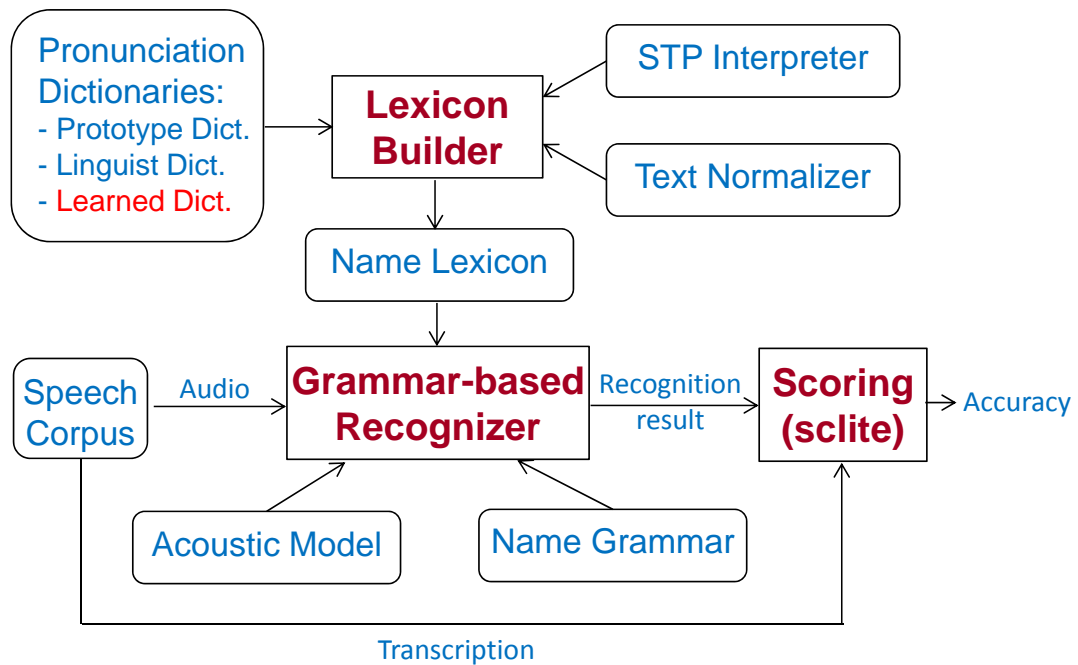 Pronunciation
Dictionaries:
- Prototype Dict.
- Linguist Dict.
- Learned Dict.
Lexicon
Builder
STP Interpreter
Text Normalizer
Name Lexicon
Speech
Corpus
Audio
Grammar-based
Recognizer
Recognition
result
Scoring
(sclite)
Accuracy
Acoustic Model
Name Grammar
Transcription